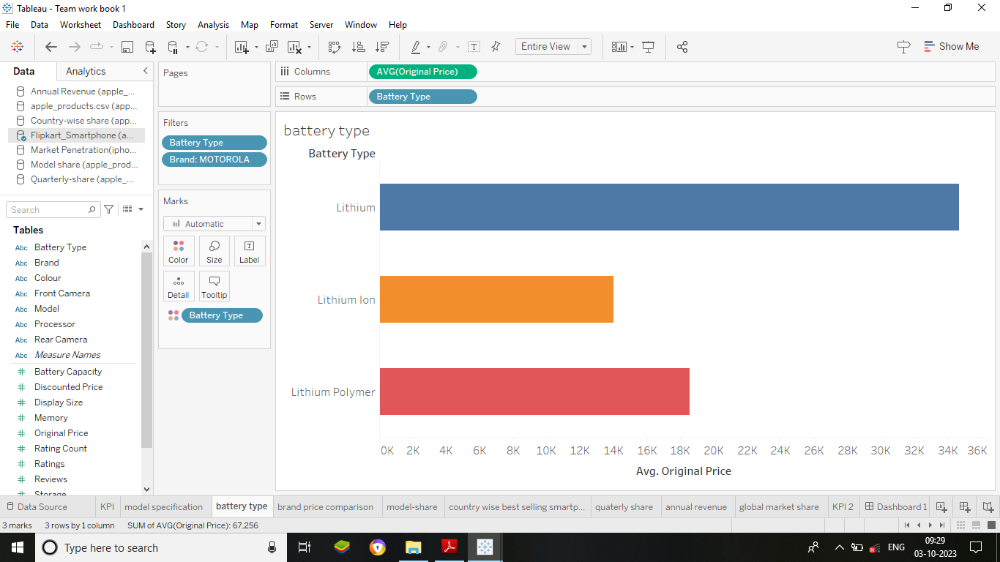 Tableau - Team work book 1
File Data Worksheet Dashboard Story Analysis Map Format Server Window Help
Entire View
Show Me
Data Analytics
Annual Revenue (apple_...
apple_products.csv (app...
Country-wise share (app...
Flipkart_Smartphone (a...
Market Penetration(ipho...
Model share (apple_prod...
Quarterly-share (apple_...
Search
Tables
Abc Battery Type
Abc Brand
Abc Colour
Abc Front Camera
Abc Model
Abc Processor
Abc Rear Camera
Abc Measure Names
# Battery Capacity
# Discounted Price
# Display Size
# Memory
# Original Price
# Rating Count
# Ratings
# Reviews
Storage
Pages
Filters
Battery Type
Brand: MOTOROLA
Marks
Automatic
Color Size Label
Detail Tooltip
Battery Type
Columns AVG(Original Price)
Rows Battery Type
battery type
Battery Type
Lithium
Lithium Ion
Lithium Polymer
0K 2K 4K 6K 8K 10K 12K 14K 16K 18K 20K 22K 24K 26K 28K 30K 32K 34K 36K
Avg. Original Price
Data Source KPI model specification battery type brand price comparison model-share country wise best selling smartp... quaterly share annual revenue global market share KPI 2 Dashboard 1
3 marks 3 rows by 1 column SUM of AVG(Original Price): 67,256
Type here to search
ENG
09:29
03-10-2023